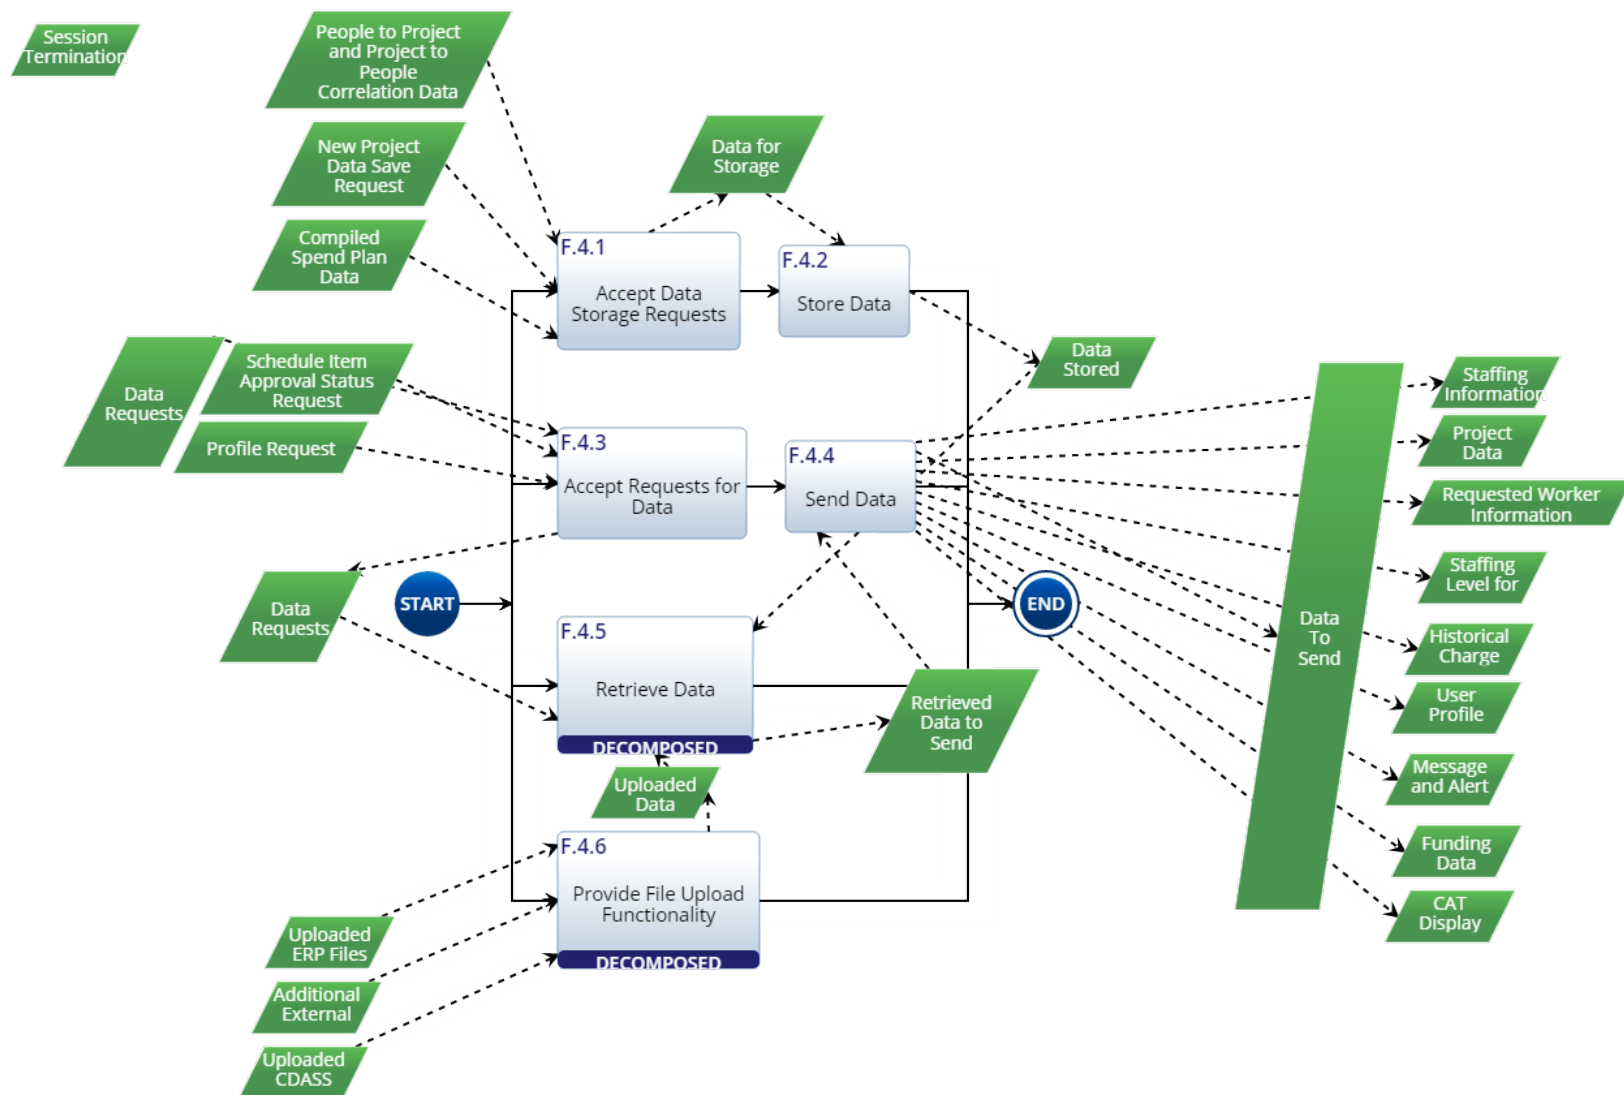 Session
Termination
People to Project
and Project to
People
Correlation Data
New Project
Data Save
Request
Data for
Storage
Compiled
Spend Plan
Data
F.4.1
Accept Data
Storage Requests
F.4.2
Store Data
Data
Stored
Data
Requests
Schedule Item
Approval Status
Request
Profile Request
F.4.3
Accept Requests for
Data
F.4.4
Send Data
Staffing
Information
Project
Data
Requested Worker
Information
Staffing
Level for
Historical
Charge
User
Profile
Message
and Alert
Funding
Data
CAT
Display
Data
To
Send
Data
Requests
START
END
F.4.5
Retrieve Data
DECOMPOSED
Retrieved
Data to
Send
Uploaded
Data
F.4.6
Provide File Upload
Functionality
DECOMPOSED
Uploaded
ERP Files
Additional
External
Uploaded
CDASS